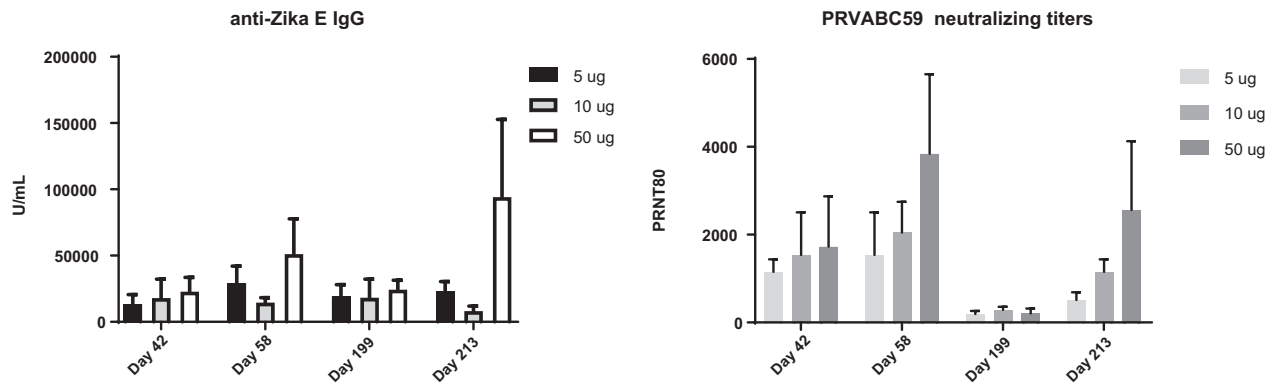 anti-Zika E IgG
200000
150000
100000
50000
0
U/mL
Day 42
Day 58
Day 199
Day 213
5 ug
10 ug
50 ug
PRVABC59 neutralizing titers
6000
4000
2000
0
PRNT80
Day 42
Day 58
Day 199
Day 213
5 ug
10 ug
50 ug